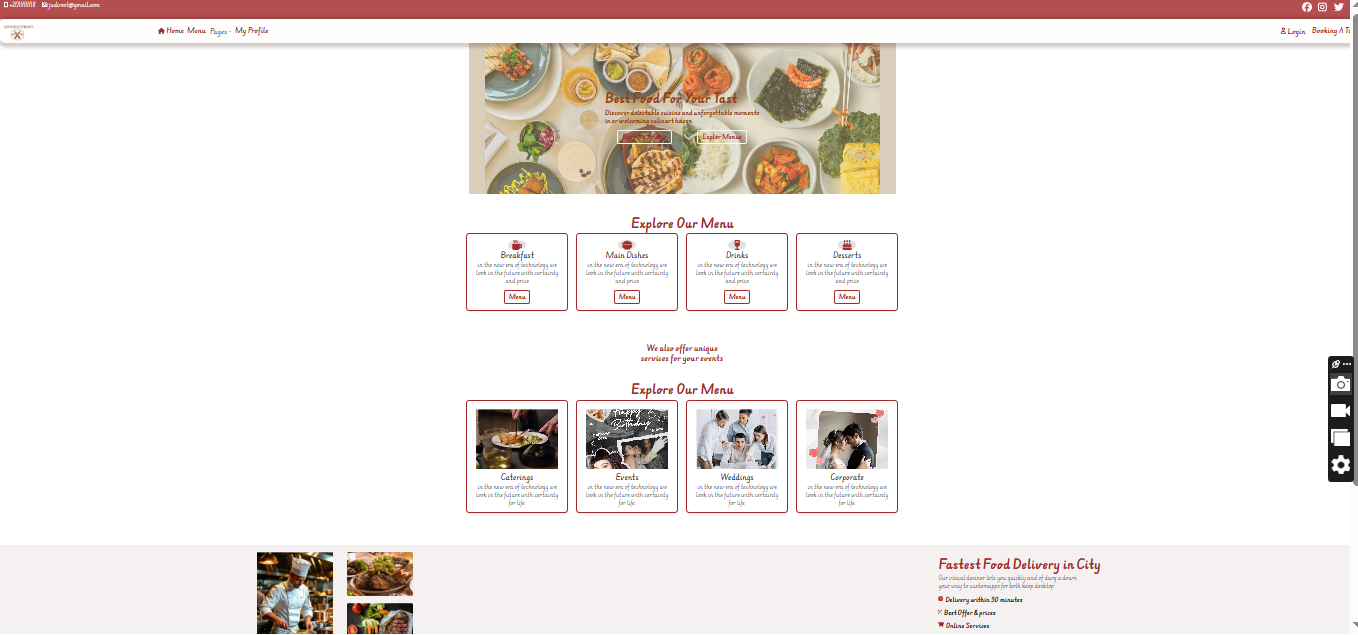 judirest@gmail.com
Home Menu Pages My Profile
Login Booking A T
Best Food For Your Tast
Discover delectable cuisine and unforgettable moments
in or welcoming culinart haven.
Explor Menue
Explore Our Menu
Breakfast
in the new era of technology we
look in the future with certainty
and price
Menu
Main Dishes
in the new era of technology we
look in the future with certainty
and price
Menu
Drinks
in the new era of technology we
look in the future with certainty
and price
Menu
Desserts
in the new era of technology we
look in the future with certainty
and price
Menu
We also offer unique
services for your events
Explore Our Menu
Happy
Birthday
Caterings
in the new era of technology we
look in the future with certainty
for life
Events
in the new era of technology we
look in the future with certainty
for life
Weddings
in the new era of technology we
look in the future with certainty
for life
Corporate
in the new era of technology we
look in the future with certainty
for life
Fastest Food Delivery in City
Our visual desiner lets you quickly and of darg a down
your way to customapps for both keep desktop
Delivery within 30 minutes
Best Offer & prices
Online Services